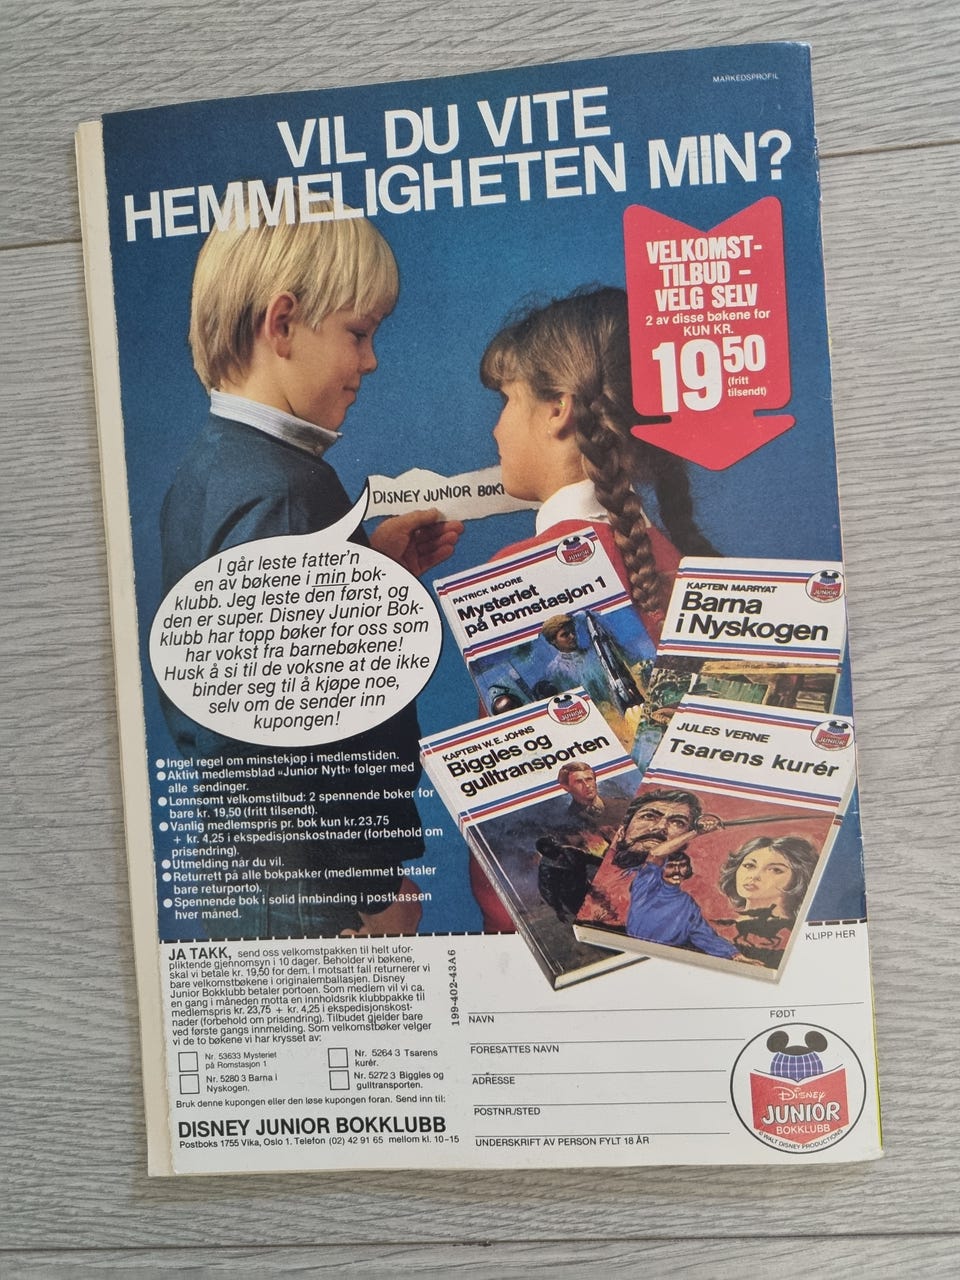 MARKEDSPROFIL
VIL DU VITE
HEMMELIGHETEN MIN?
VELKOMST-
TILBUD –
VELG SELV
2 av disse bøkene for
KUN KR.
19 50
(fritt
tilsendt)
DISNEY JUNIOR BOK
I går leste fatter'n
en av bøkene i min bok-
klubb. Jeg leste den først, og
den er super. Disney Junior Bok-
klubb har topp bøker for oss som
har vokst fra barnebøkene!
Husk å si til de voksne at de ikke
binder seg til å kjøpe noe,
selv om de sender inn
kupongen!
PATRICK MOORE
Mysteriet
på Romstasjon 1
JUNIOR
KAPTEIN MARRYAT
Barna
i Nyskogen
JUNIOR
KAPTEIN W.E. JOHNS
Biggles og
gulltransporten
JUNIOR
JULES VERNE
Tsarens kurér
JUNIOR
● Ingel regel om minstekjøp i medlemstiden.
● Aktivt medlemsblad «Junior Nytt» følger med
alle sendinger.
● Lønnsomt velkomstilbud: 2 spennende bøker for
bare kr. 19,50 (fritt tilsendt).
● Vanlig medlemspris pr. bok kun kr. 23,75
+ kr. 4,25 i ekspedisjonskostnader (forbehold om
prisendring).
● Utmelding når du vil.
● Returrett på alle bokpakker (medlemmet betaler
bare returporto).
● Spennende bok i solid innbinding i postkassen
hver måned.
KLIPP HER
JA TAKK, send oss velkomstpakken til helt ufor-
pliktende gjennomsyn i 10 dager. Beholder vi bøkene,
skal vi betale kr. 19,50 for dem. I motsatt fall returnerer vi
bare velkomstbøkene i originalemballasjen. Disney
Junior Bokklubb betaler portoen. Som medlem vil vi ca.
en gang i måneden motta en innholdsrik klubbpakke til
medlemspris kr. 23,75 + kr. 4,25 i ekspedisjonskost-
nader (forbehold om prisendring). Tilbudet gjelder bare
ved første gangs innmelding. Som velkomstbøker velger
vi de to bøkene vi har krysset av:
Nr. 53633 Mysteriet
på Romstasjon 1
Nr. 5280 3 Barna i
Nyskogen.
Nr. 5264 3 Tsarens
kurér.
Nr. 5272 3 Biggles og
gulltransporten.
Bruk denne kupongen eller den løse kupongen foran. Send inn til:
DISNEY JUNIOR BOKKLUBB
Postboks 1755 Vika, Oslo 1. Telefon (02) 42 91 65 mellom kl. 10–15
199-402-43A6
NAVN
FØDT
FORESATTES NAVN
ADRESSE
POSTNR./STED
UNDERSKRIFT AV PERSON FYLT 18 ÅR
Disney
JUNIOR
BOKKLUBB
© WALT DISNEY PRODUCTIONS